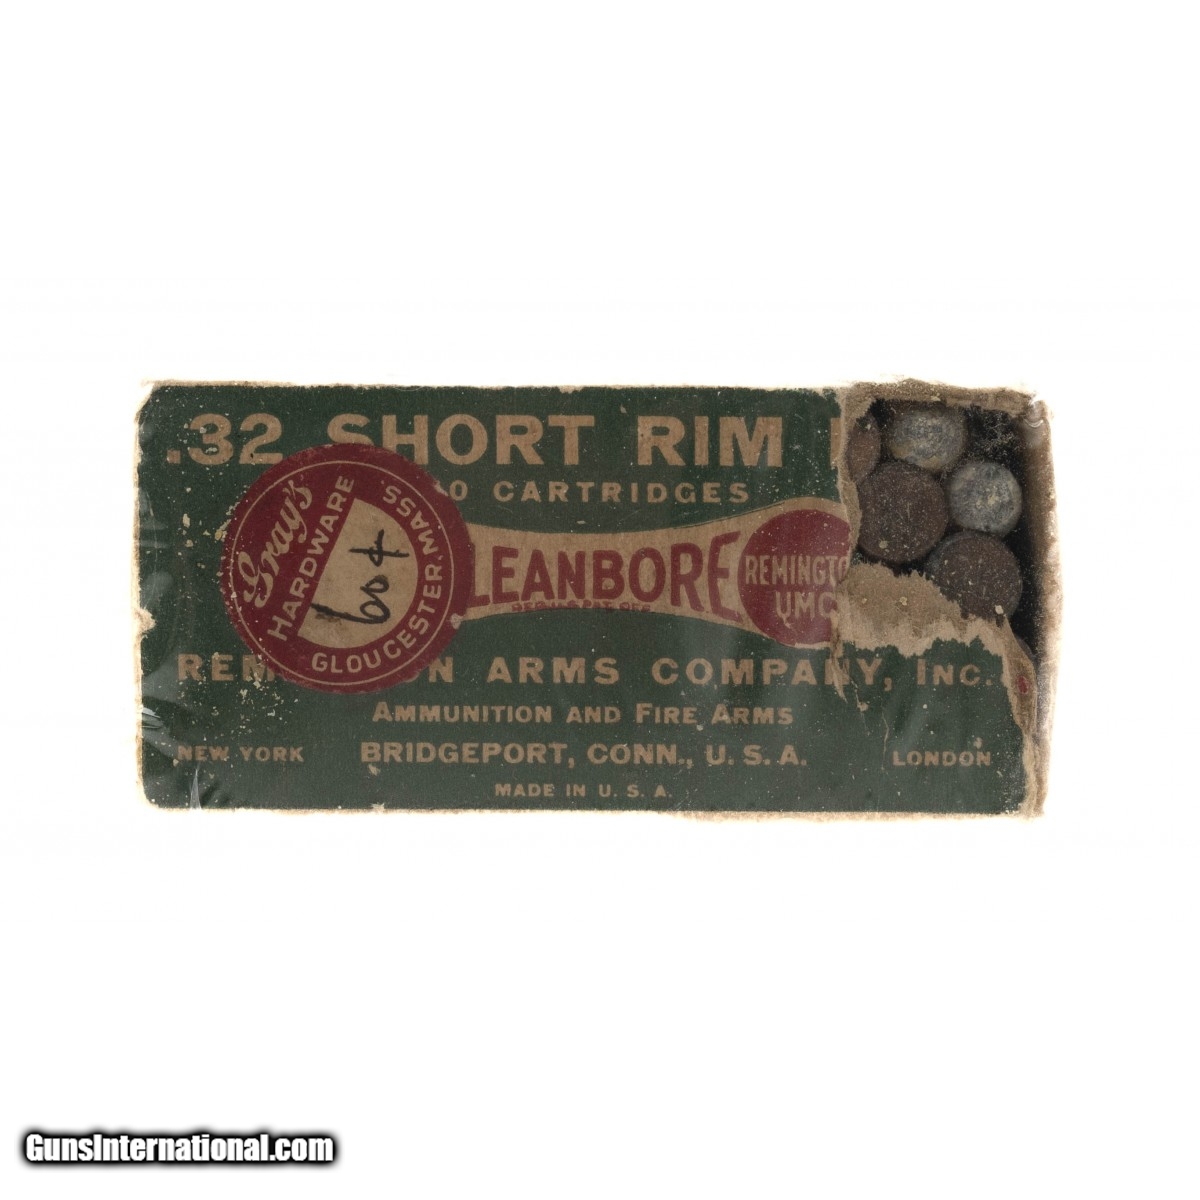 .32 SHORT RIM
0 CARTRIDGES
Gray's
HARDWARE
60¢
GLOUCESTER. MASS
LEANBORE
REMINGTO
UMC
REM ON ARMS COMPANY, INC.
AMMUNITION AND FIRE ARMS
NEW YORK BRIDGEPORT, CONN., U. S. A. LONDON
MADE IN U. S. A.
GunsInternational.com